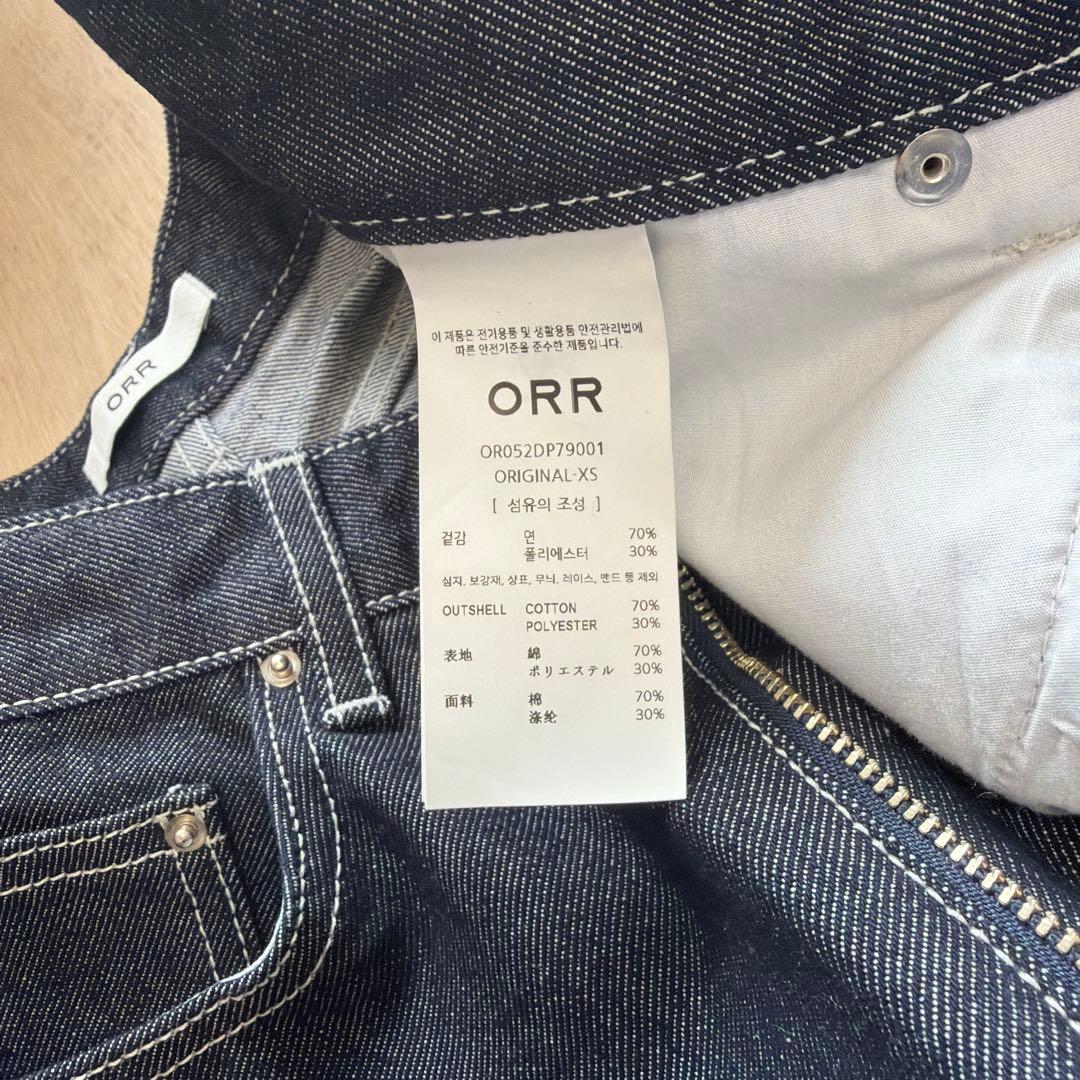 이 제품은 전기용품 및 생활용품 안전관리법에
따른 안전기준을 준수한 제품입니다.
ORR
OR052DP79001
ORIGINAL-XS
[ 섬유의 조성 ]
겉감 면 70%
폴리에스터 30%
심지, 보강재, 상표, 무늬, 레이스, 밴드 등 제외
OUTSHELL COTTON 70%
POLYESTER 30%
表地 綿 70%
ポリエステル 30%
面料 棉 70%
涤纶 30%
ORR